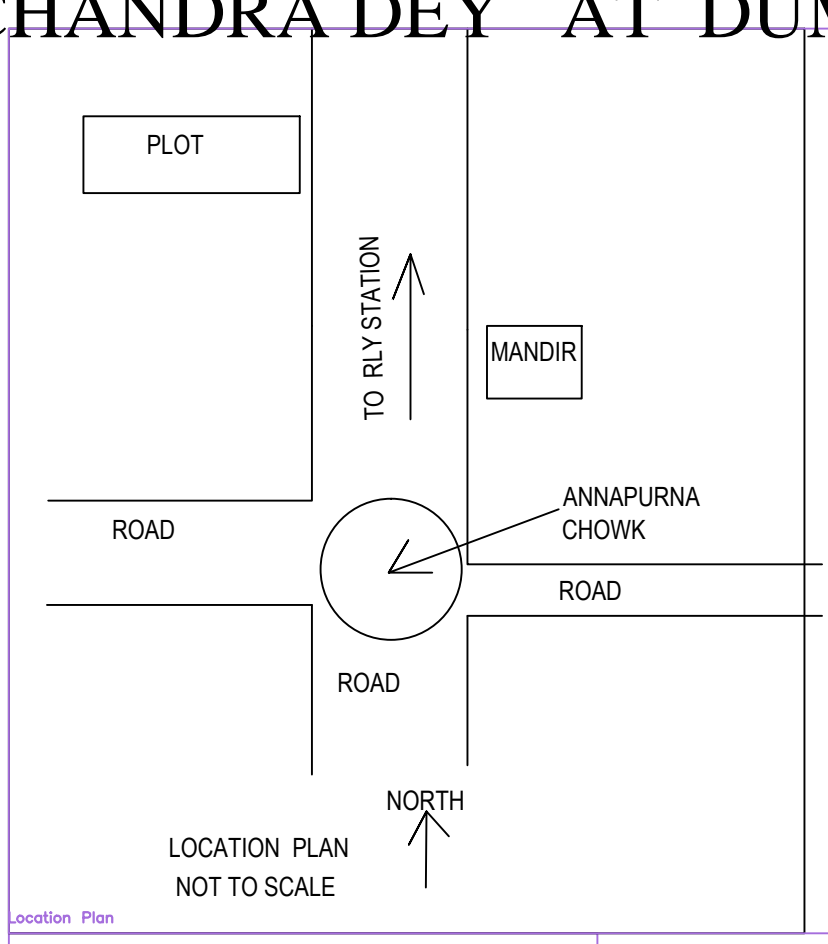 CHANDRA DEY AT DUM
PLOT
TO RLY STATION
MANDIR
ANNAPURNA
CHOWK
ROAD
ROAD
ROAD
NORTH
LOCATION PLAN
NOT TO SCALE
Location Plan